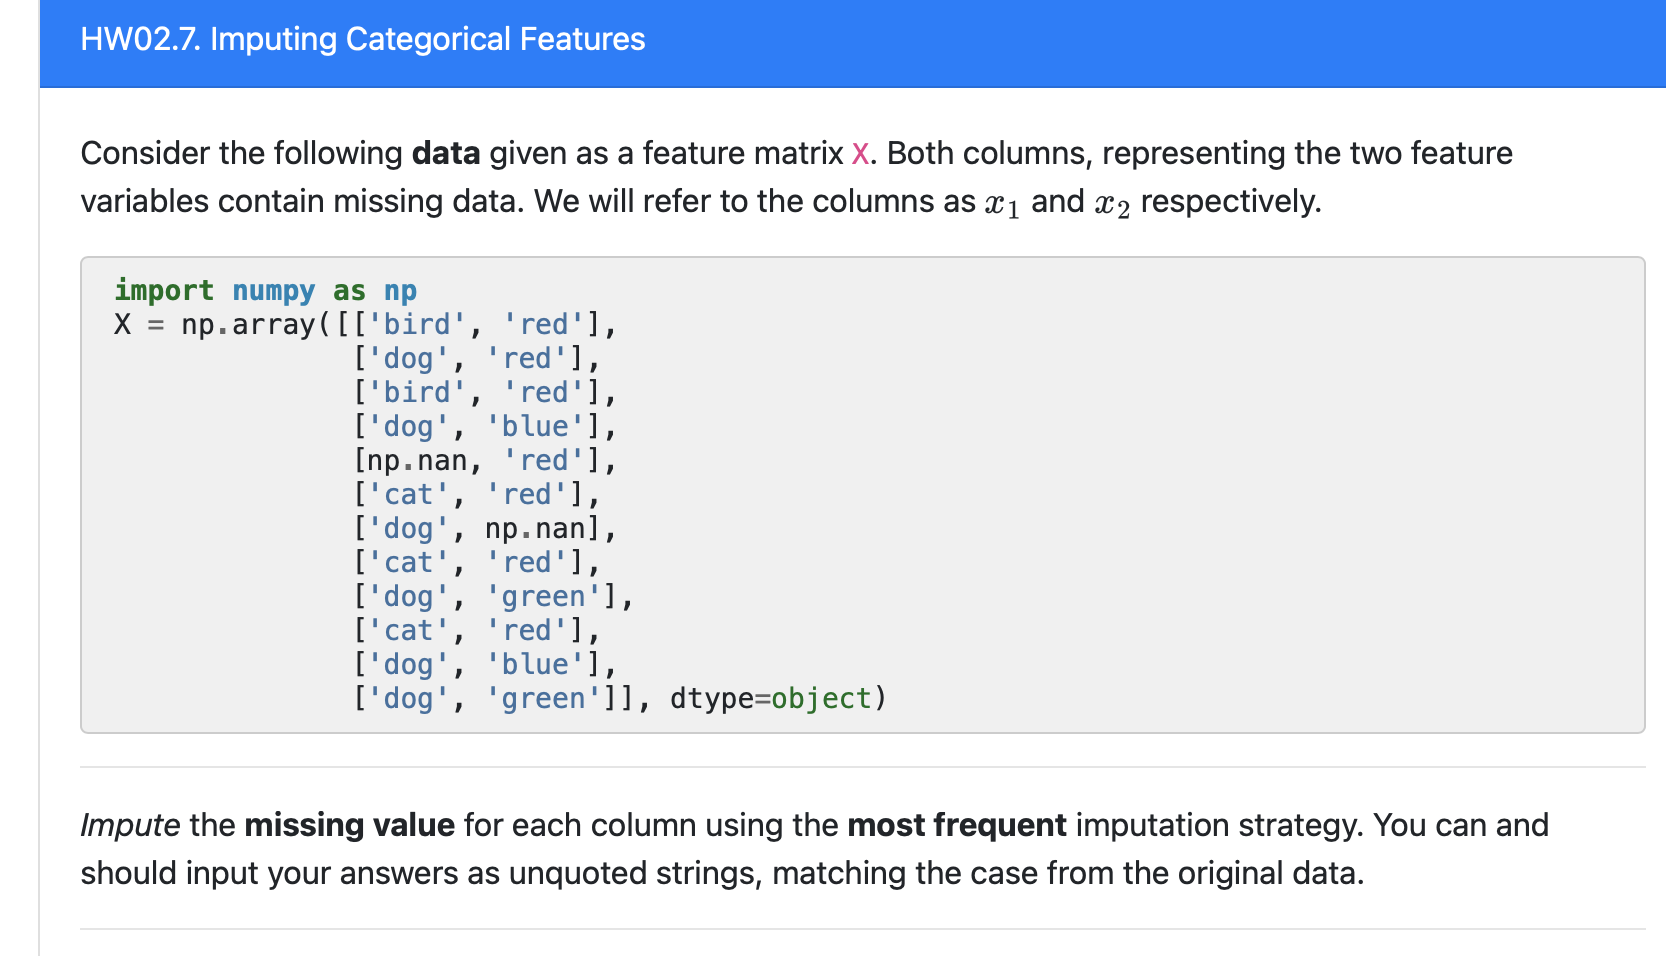 HW02.7. Imputing Categorical Features
Consider the following data given as a feature matrix X. Both columns, representing the two feature
variables contain missing data. We will refer to the columns as x₁ and x₂ respectively.
import numpy as np
X = np.array([['bird', 'red'],
['dog', 'red'],
['bird', 'red'],
['dog', 'blue'],
[np.nan, 'red'],
['cat', 'red'],
['dog', np.nan],
['cat', 'red'],
['dog', 'green'],
['cat', 'red'],
['dog', 'blue'],
['dog', 'green']], dtype=object)
Impute the missing value for each column using the most frequent imputation strategy. You can and
should input your answers as unquoted strings, matching the case from the original data.